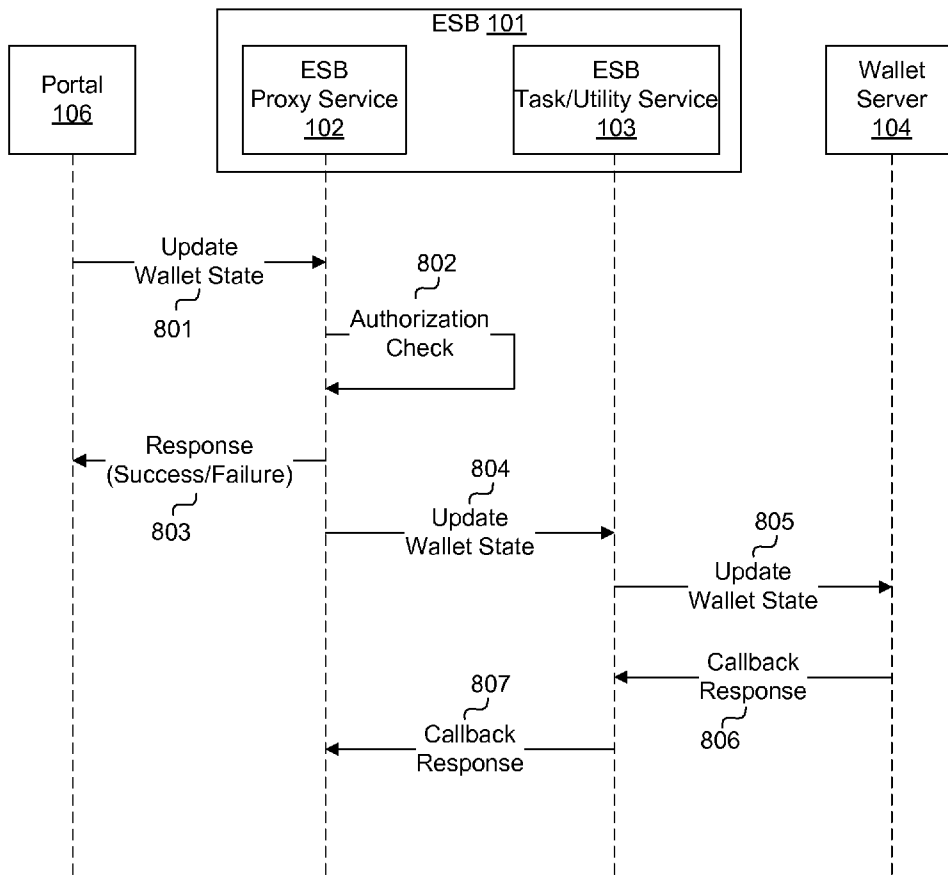 ESB 101
Portal
106
ESB
Proxy Service
102
ESB
Task/Utility Service
103
Wallet
Server
104
Update
Wallet State
801
802
Authorization
Check
Response
(Success/Failure)
803
804
Update
Wallet State
805
Update
Wallet State
Callback
Response
806
807
Callback
Response